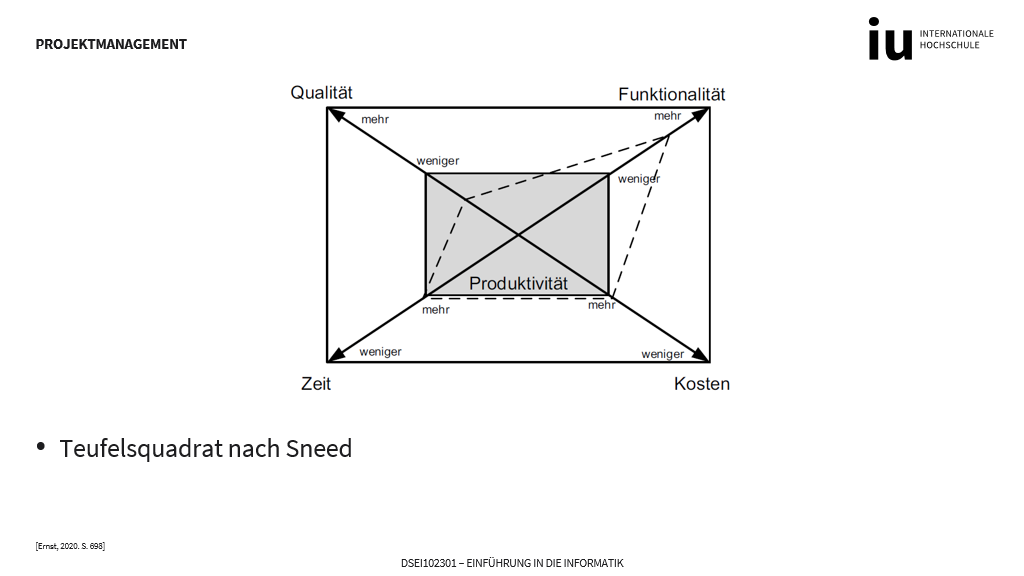 PROJEKTMANAGEMENT
iu INTERNATIONALE
HOCHSCHULE
Qualität
Funktionalität
mehr
mehr
weniger
weniger
Produktivität
mehr
mehr
weniger
weniger
Zeit
Kosten
• Teufelsquadrat nach Sneed
[Ernst, 2020. S. 698]
DSEI102301 – EINFÜHRUNG IN DIE INFORMATIK